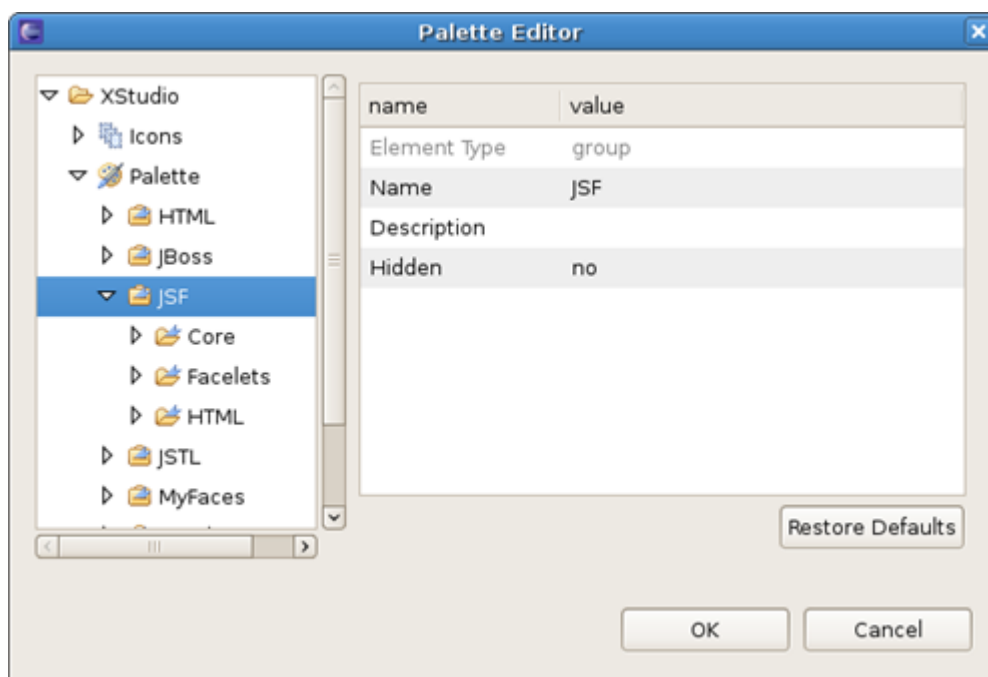 Palette Editor
XStudio
Icons
Palette
HTML
JBoss
JSF
Core
Facelets
HTML
JSTL
MyFaces
name value
Element Type group
Name JSF
Description
Hidden no
Restore Defaults
OK Cancel